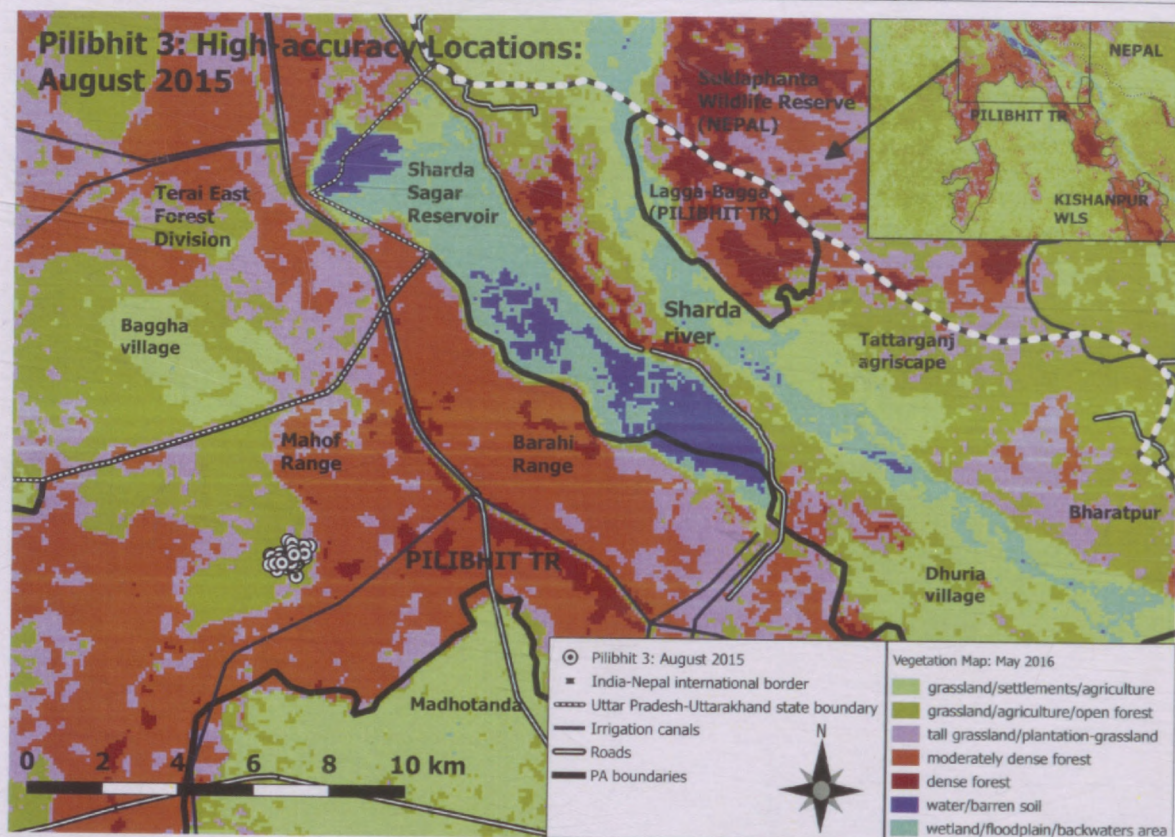 Pilibhit 3: High-accuracy Locations:
August 2015
Suklaphanta
Wildlife Reserve
(NEPAL)
NEPAL
PILIBHIT TR
KISHANPUR
WLS
Sharda
Sagar
Reservoir
Terai East
Forest
Division
Lagga-Bagga
(PILIBHIT TR)
Baggha
village
Sharda
river
Tattarganj
agriscape
Mahof
Range
Barahi
Range
Bharatpur
PILIBHIT TR
Dhuria
village
Madhotanda
0 2 4 6 8 10 km
Pilibhit 3: August 2015
India-Nepal international border
Uttar Pradesh-Uttarakhand state boundary
Irrigation canals
Roads
PA boundaries
N
Vegetation Map: May 2016
grassland/settlements/agriculture
grassland/agriculture/open forest
tall grassland/plantation-grassland
moderately dense forest
dense forest
water/barren soil
wetland/floodplain/backwaters area